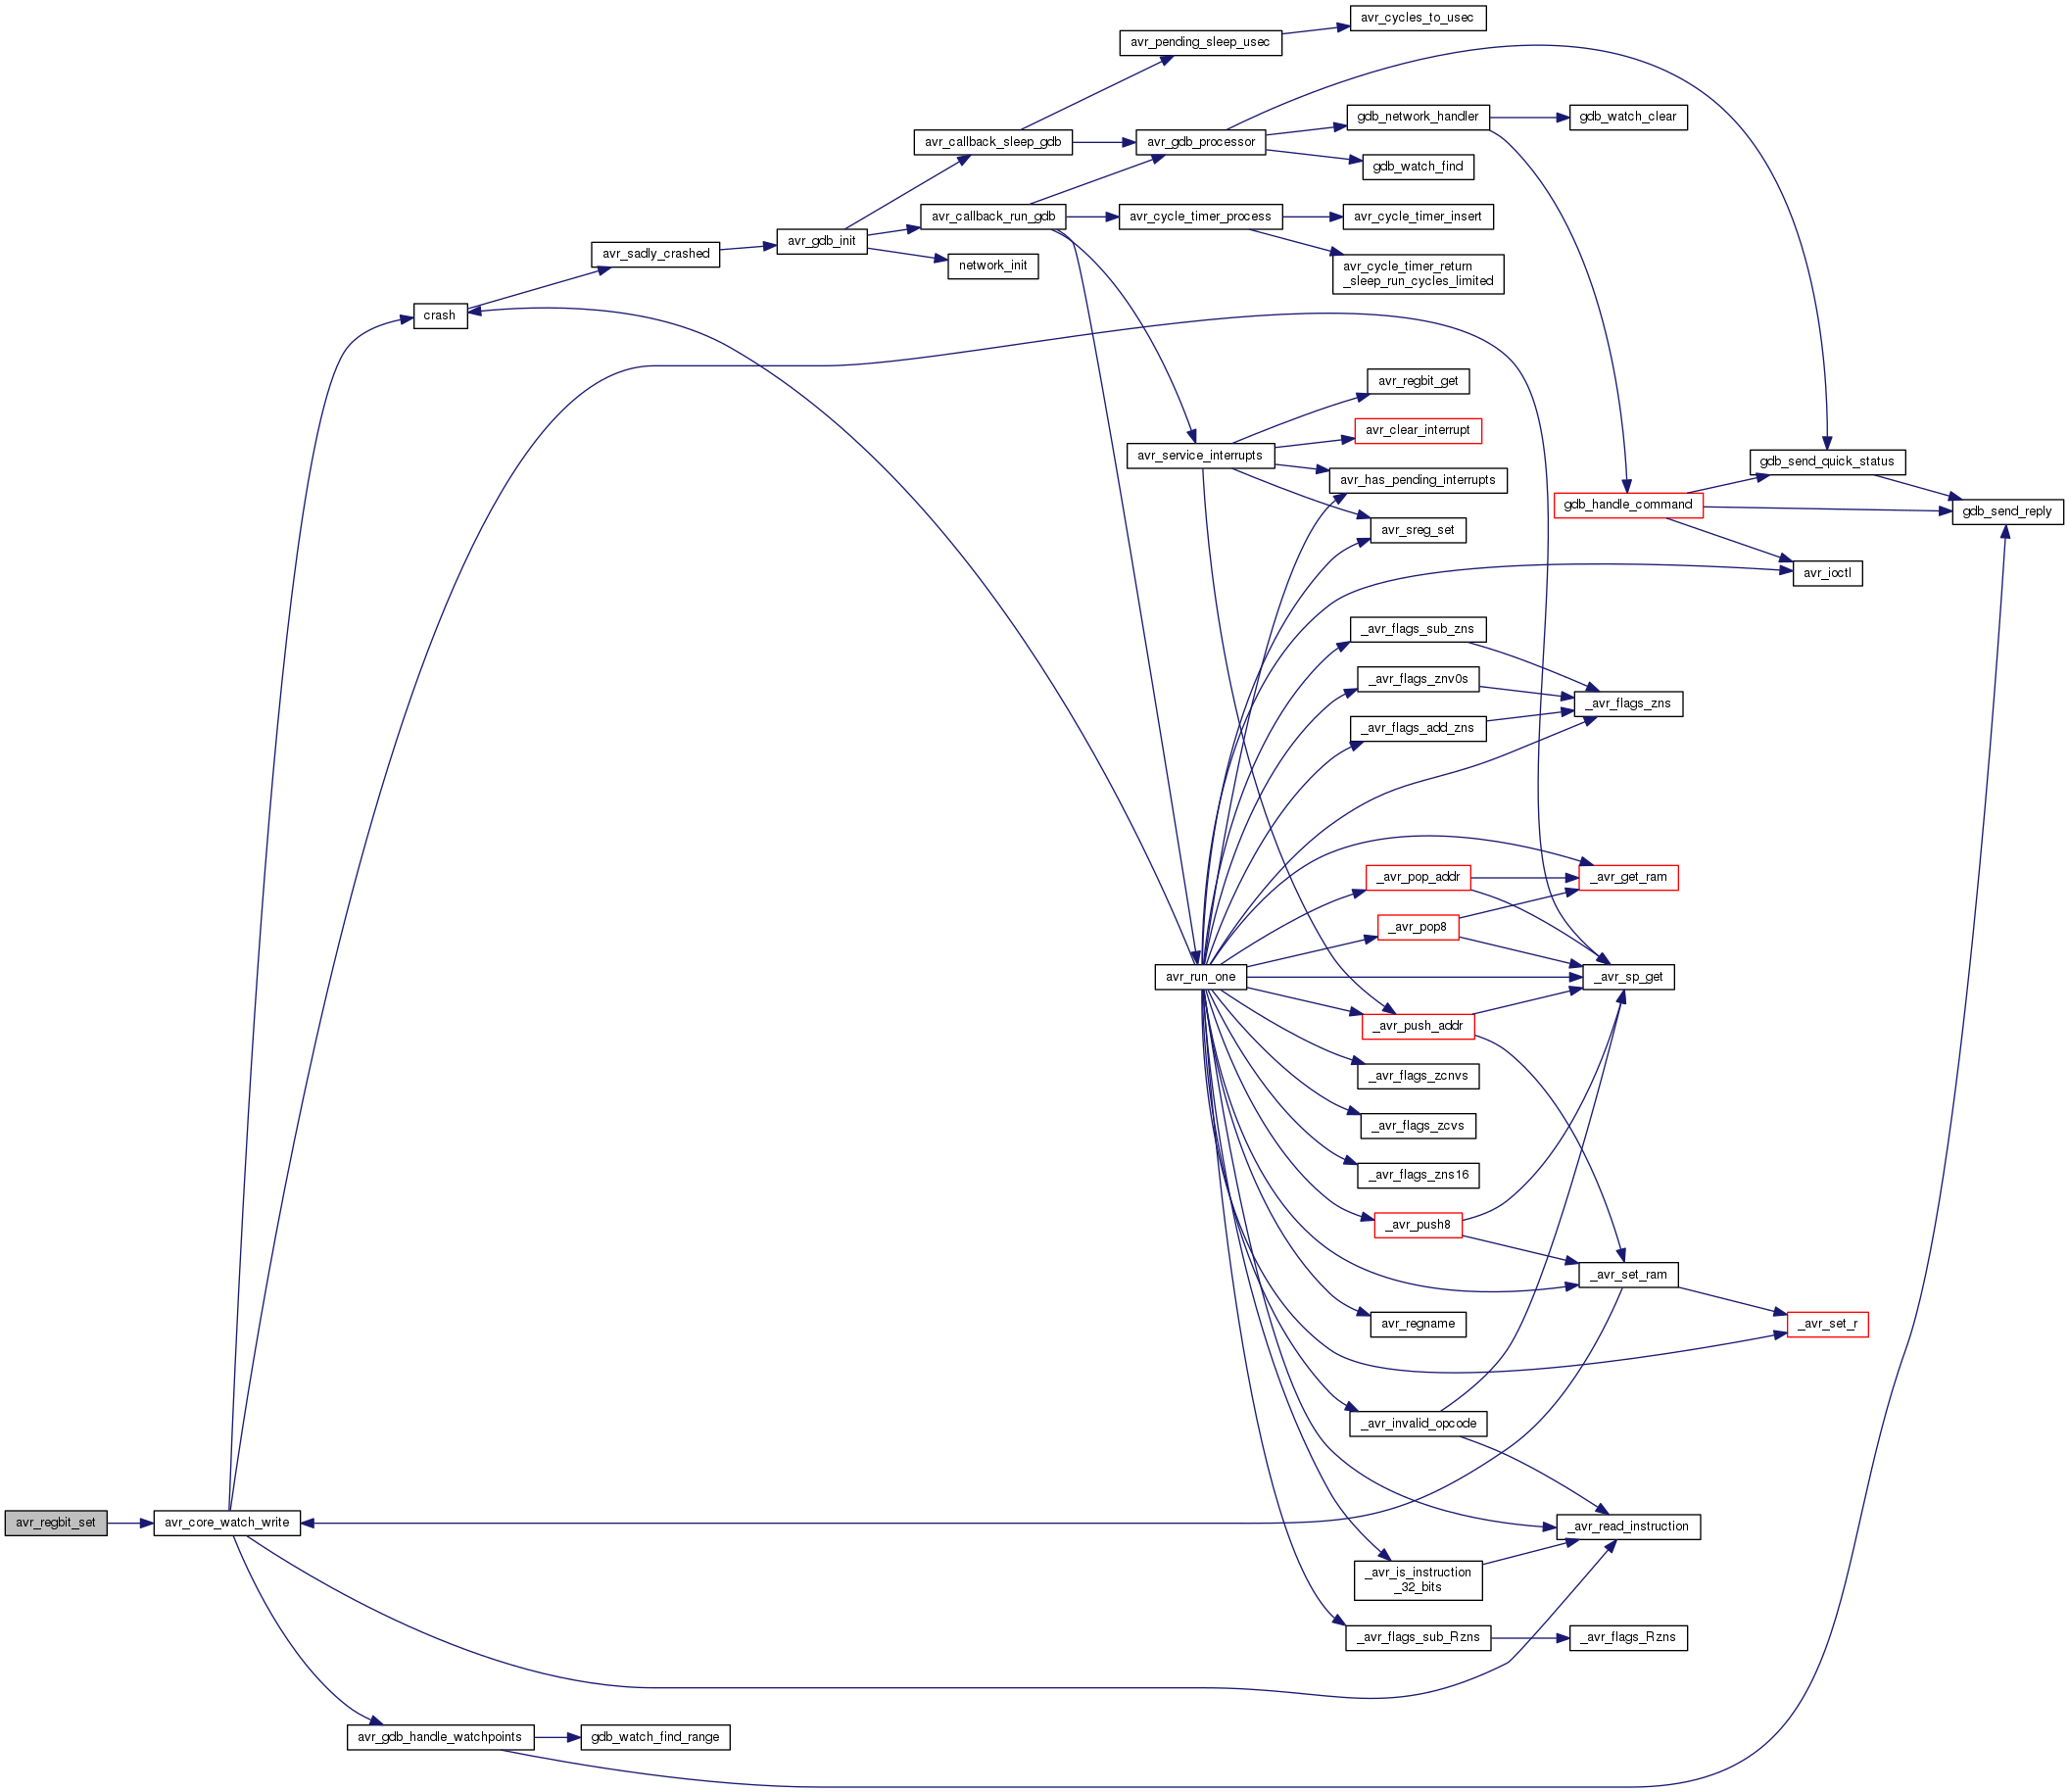 avr_cycles_to_usec
avr_pending_sleep_usec
gdb_network_handler
gdb_watch_clear
avr_callback_sleep_gdb
avr_gdb_processor
gdb_watch_find
avr_callback_run_gdb
avr_cycle_timer_process
avr_cycle_timer_insert
avr_gdb_init
avr_sadly_crashed
network_init
avr_cycle_timer_return
_sleep_run_cycles_limited
crash
avr_regbit_get
avr_clear_interrupt
avr_service_interrupts
gdb_send_quick_status
avr_has_pending_interrupts
gdb_handle_command
gdb_send_reply
avr_sreg_set
avr_ioctl
_avr_flags_sub_zns
_avr_flags_znv0s
_avr_flags_zns
_avr_flags_add_zns
_avr_pop_addr
_avr_get_ram
_avr_pop8
avr_run_one
_avr_sp_get
_avr_push_addr
_avr_flags_zcnvs
_avr_flags_zcvs
_avr_flags_zns16
_avr_push8
_avr_set_ram
avr_regname
_avr_set_r
_avr_invalid_opcode
avr_regbit_set
avr_core_watch_write
_avr_read_instruction
_avr_is_instruction
_32_bits
_avr_flags_sub_Rzns
_avr_flags_Rzns
avr_gdb_handle_watchpoints
gdb_watch_find_range